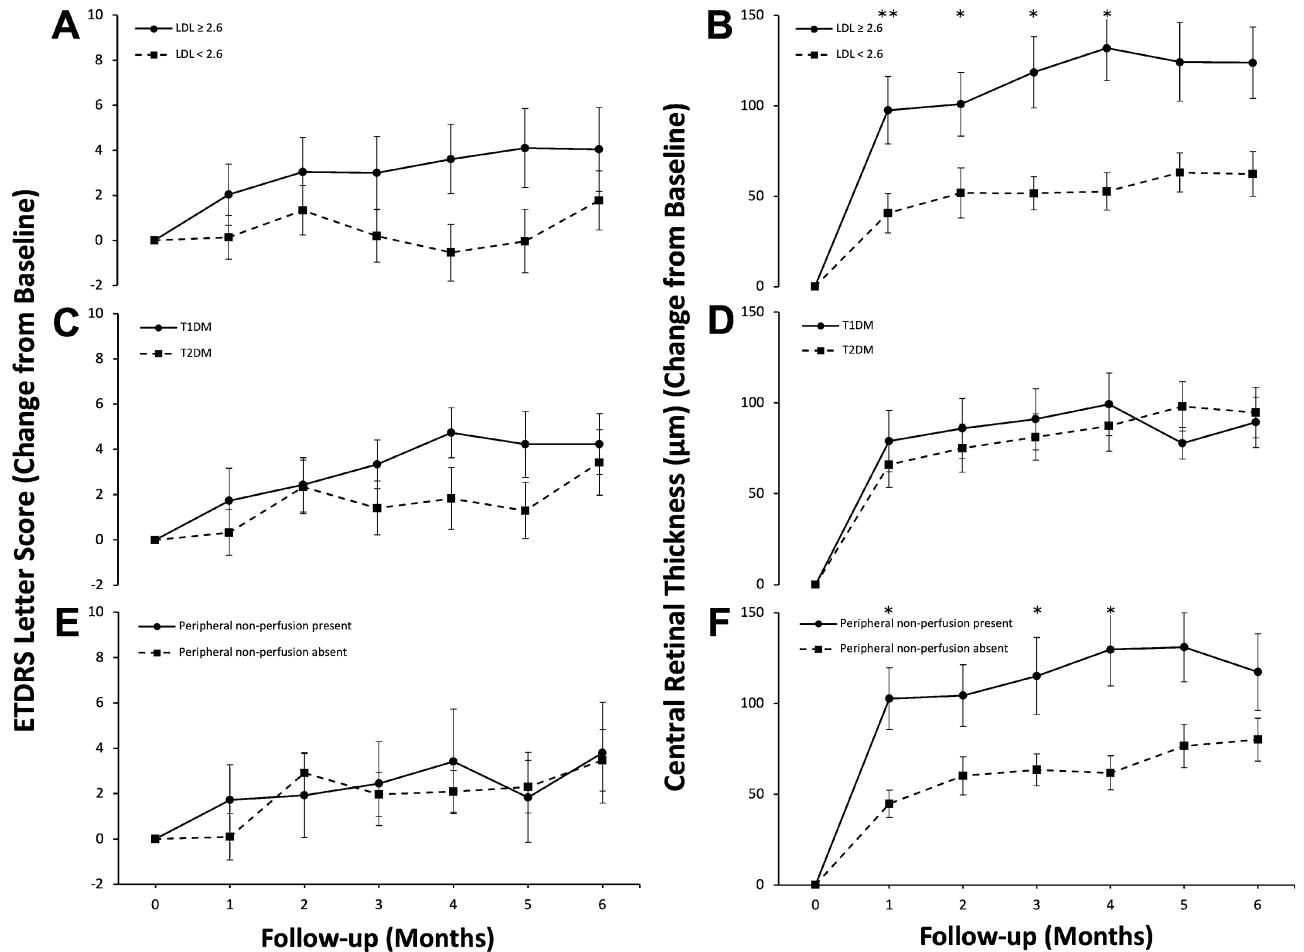 A
10
8
6
4
2
0
-2
LDL ≥ 2.6
LDL < 2.6
B
150
100
50
0
LDL ≥ 2.6
LDL < 2.6
** * * *
C
10
8
6
4
2
0
-2
T1DM
T2DM
D
150
100
50
0
T1DM
T2DM
E
10
8
6
4
2
0
-2
Peripheral non-perfusion present
Peripheral non-perfusion absent
0 1 2 3 4 5 6
F
150
100
50
0
Peripheral non-perfusion present
Peripheral non-perfusion absent
* * *
0 1 2 3 4 5 6
ETDRS Letter Score (Change from Baseline)
Central Retinal Thickness (μm) (Change from Baseline)
Follow-up (Months)
Follow-up (Months)